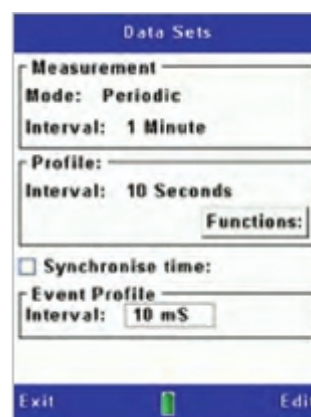 Data Sets
Measurement
Mode: Periodic
Interval: 1 Minute
Profile:
Interval: 10 Seconds
Functions:
Synchronise time:
Event Profile
Interval: 10 mS
Exit Edit